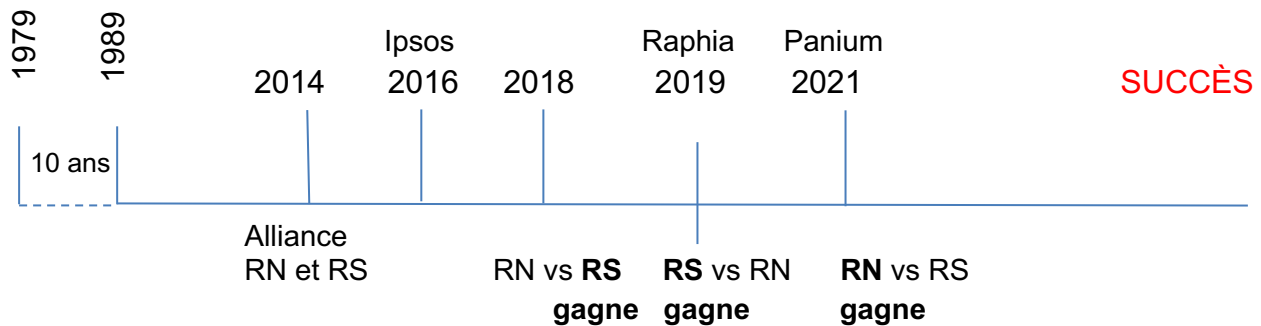 1979
1989
Ipsos Raphia Panium
2014 2016 2018 2019 2021 SUCCÈS
10 ans
Alliance
RN et RS RN vs RS RS vs RN RN vs RS
gagne gagne gagne